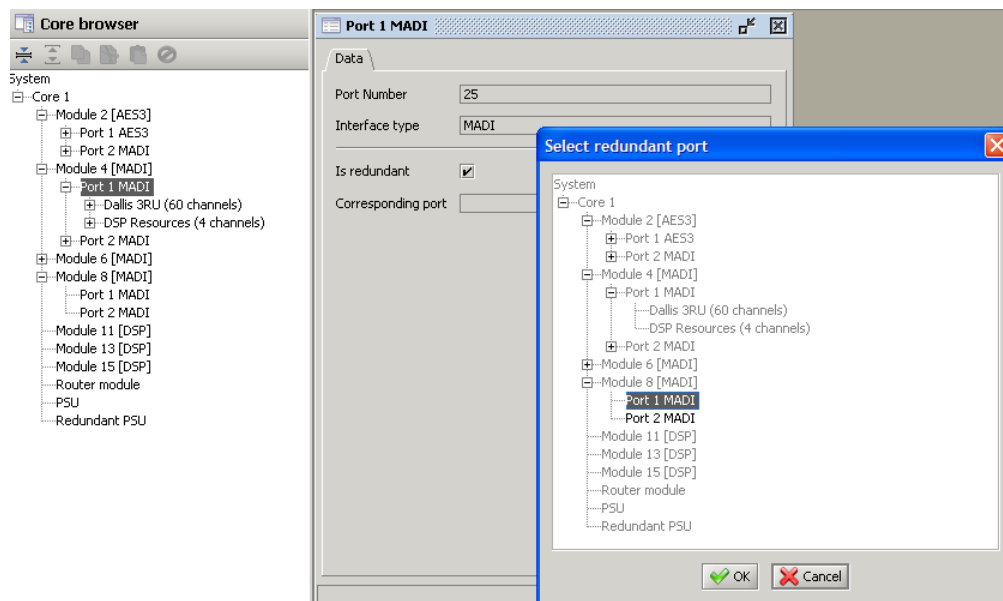 Core browser
System
Core 1
Module 2 [AES3]
Port 1 AES3
Port 2 MADI
Module 4 [MADI]
Port 1 MADI
Dallis 3RU (60 channels)
DSP Resources (4 channels)
Port 2 MADI
Module 6 [MADI]
Module 8 [MADI]
Port 1 MADI
Port 2 MADI
Module 11 [DSP]
Module 13 [DSP]
Module 15 [DSP]
Router module
PSU
Redundant PSU
Port 1 MADI
Data
Port Number 25
Interface type MADI
Is redundant
Corresponding port
Select redundant port
System
Core 1
Module 2 [AES3]
Port 1 AES3
Port 2 MADI
Module 4 [MADI]
Port 1 MADI
Dallis 3RU (60 channels)
DSP Resources (4 channels)
Port 2 MADI
Module 6 [MADI]
Module 8 [MADI]
Port 1 MADI
Port 2 MADI
Module 11 [DSP]
Module 13 [DSP]
Module 15 [DSP]
Router module
PSU
Redundant PSU
OK Cancel